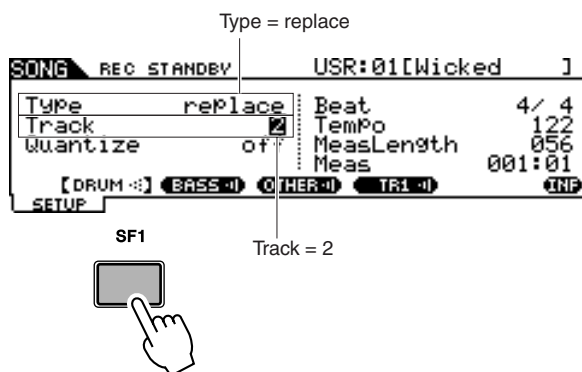 Type = replace
SONG REC STANDBY USR:01[Wicked ]
Type replace Beat 4/ 4
Track 2 Tempo 122
Quantize off MeasLength 056
Meas 001:01
[DRUM] BASS OTHER TR1 INF
SETUP
SF1
Track = 2